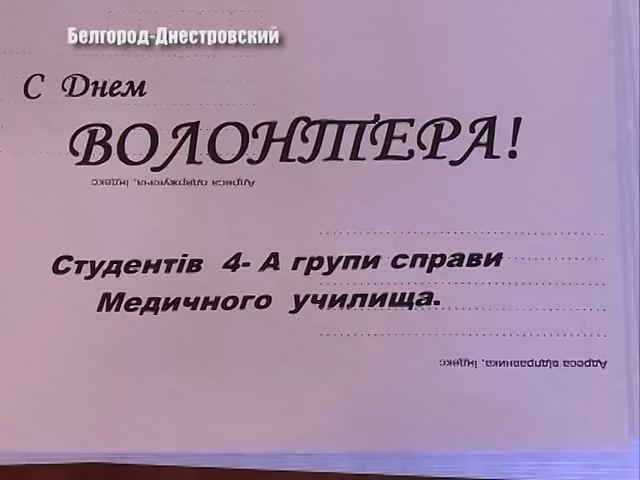 Белгород-Днестровский
С Днем
ВОЛОНТЕРА!
Адреса одержувача, індекс
Студентів 4- А групи справи
Медичного училища.
Адреса відправника, індекс